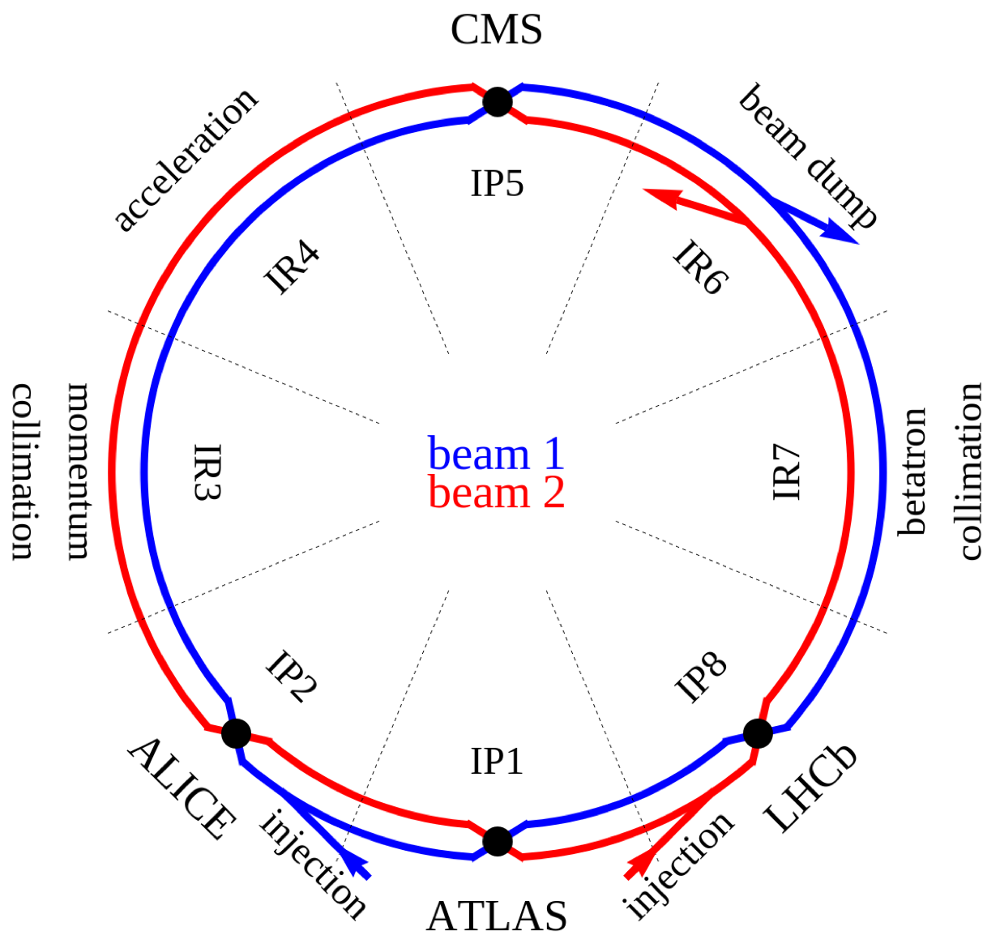 CMS
acceleration
beam dump
IP5
IR4
IR6
momentum
collimation
IR3
beam 1
beam 2
IR7
betatron
collimation
IP2
IP8
IP1
ALICE
injection
LHCb
injection
ATLAS